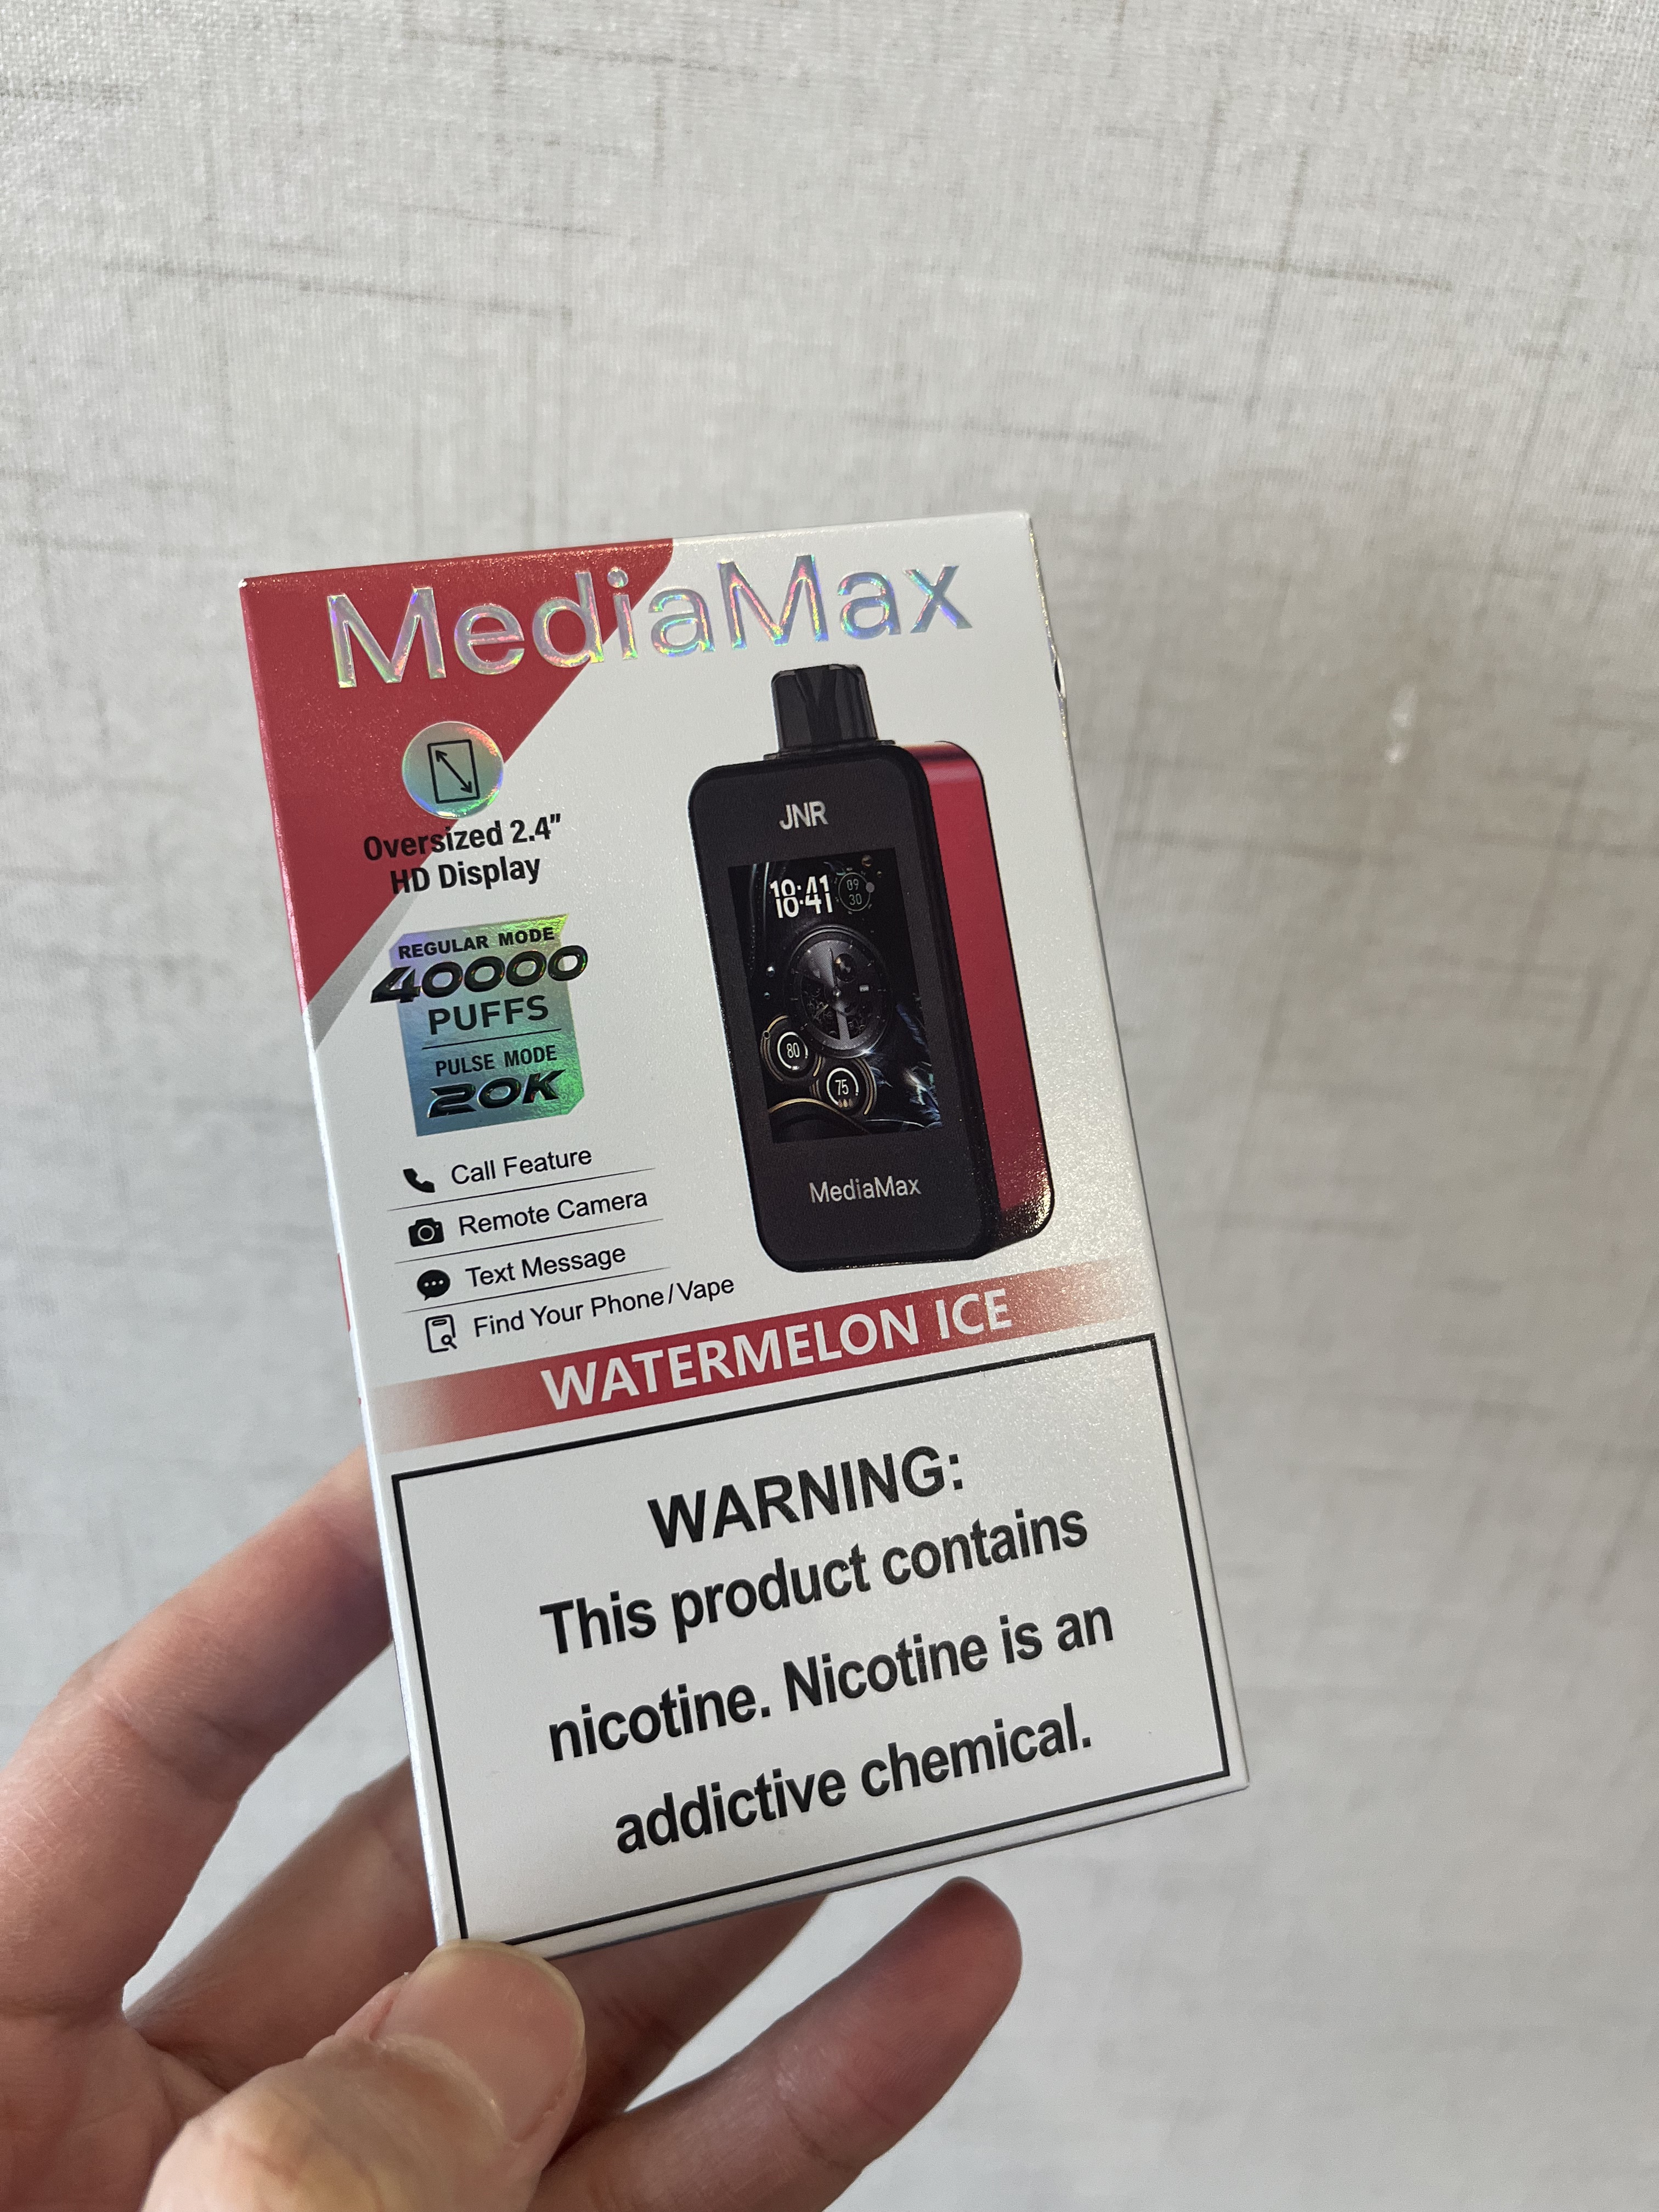 MediaMax
Oversized 2.4"
HD Display
REGULAR MODE
40000
PUFFS
PULSE MODE
20K
Call Feature
Remote Camera
Text Message
Find Your Phone/Vape
JNR
18:41
09
30
80
75
MediaMax
WATERMELON ICE
WARNING:
This product contains
nicotine. Nicotine is an
addictive chemical.